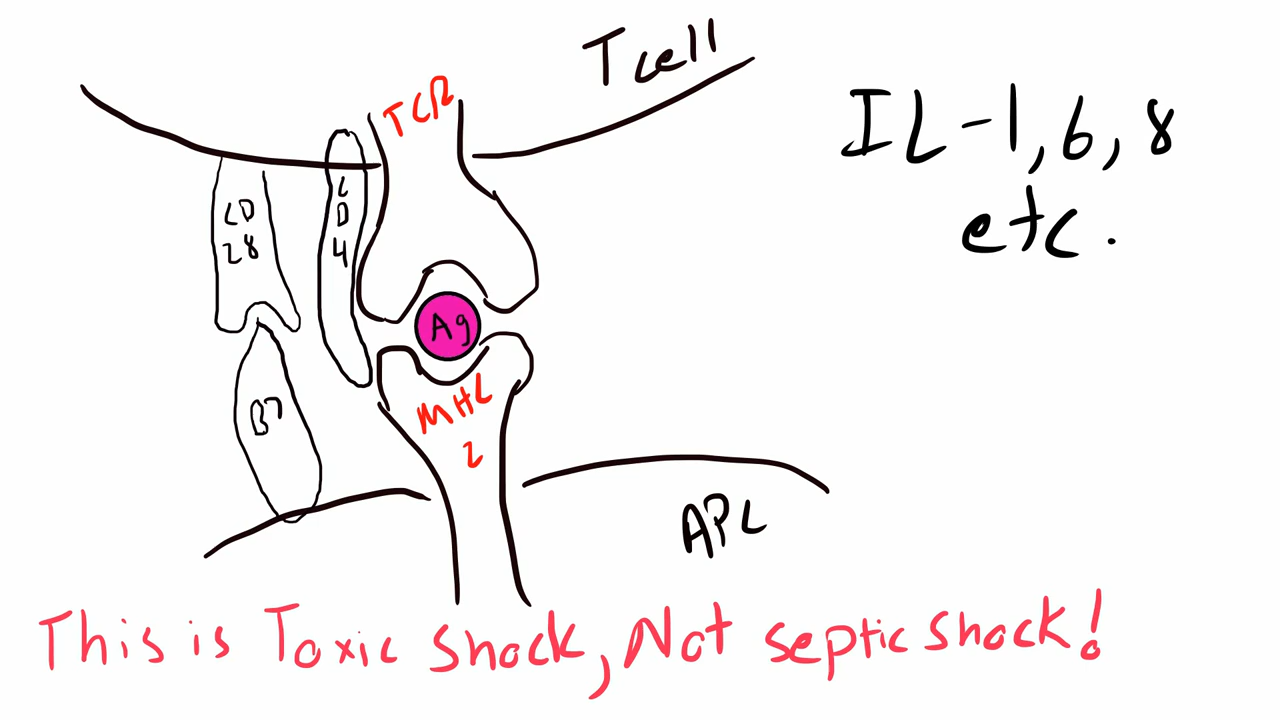 T cell
TCR
IL-1, 6, 8
etc.
CD
28
CD
4
Ag
B7
MHC
2
APC
This is Toxic Shock, Not septic shock!